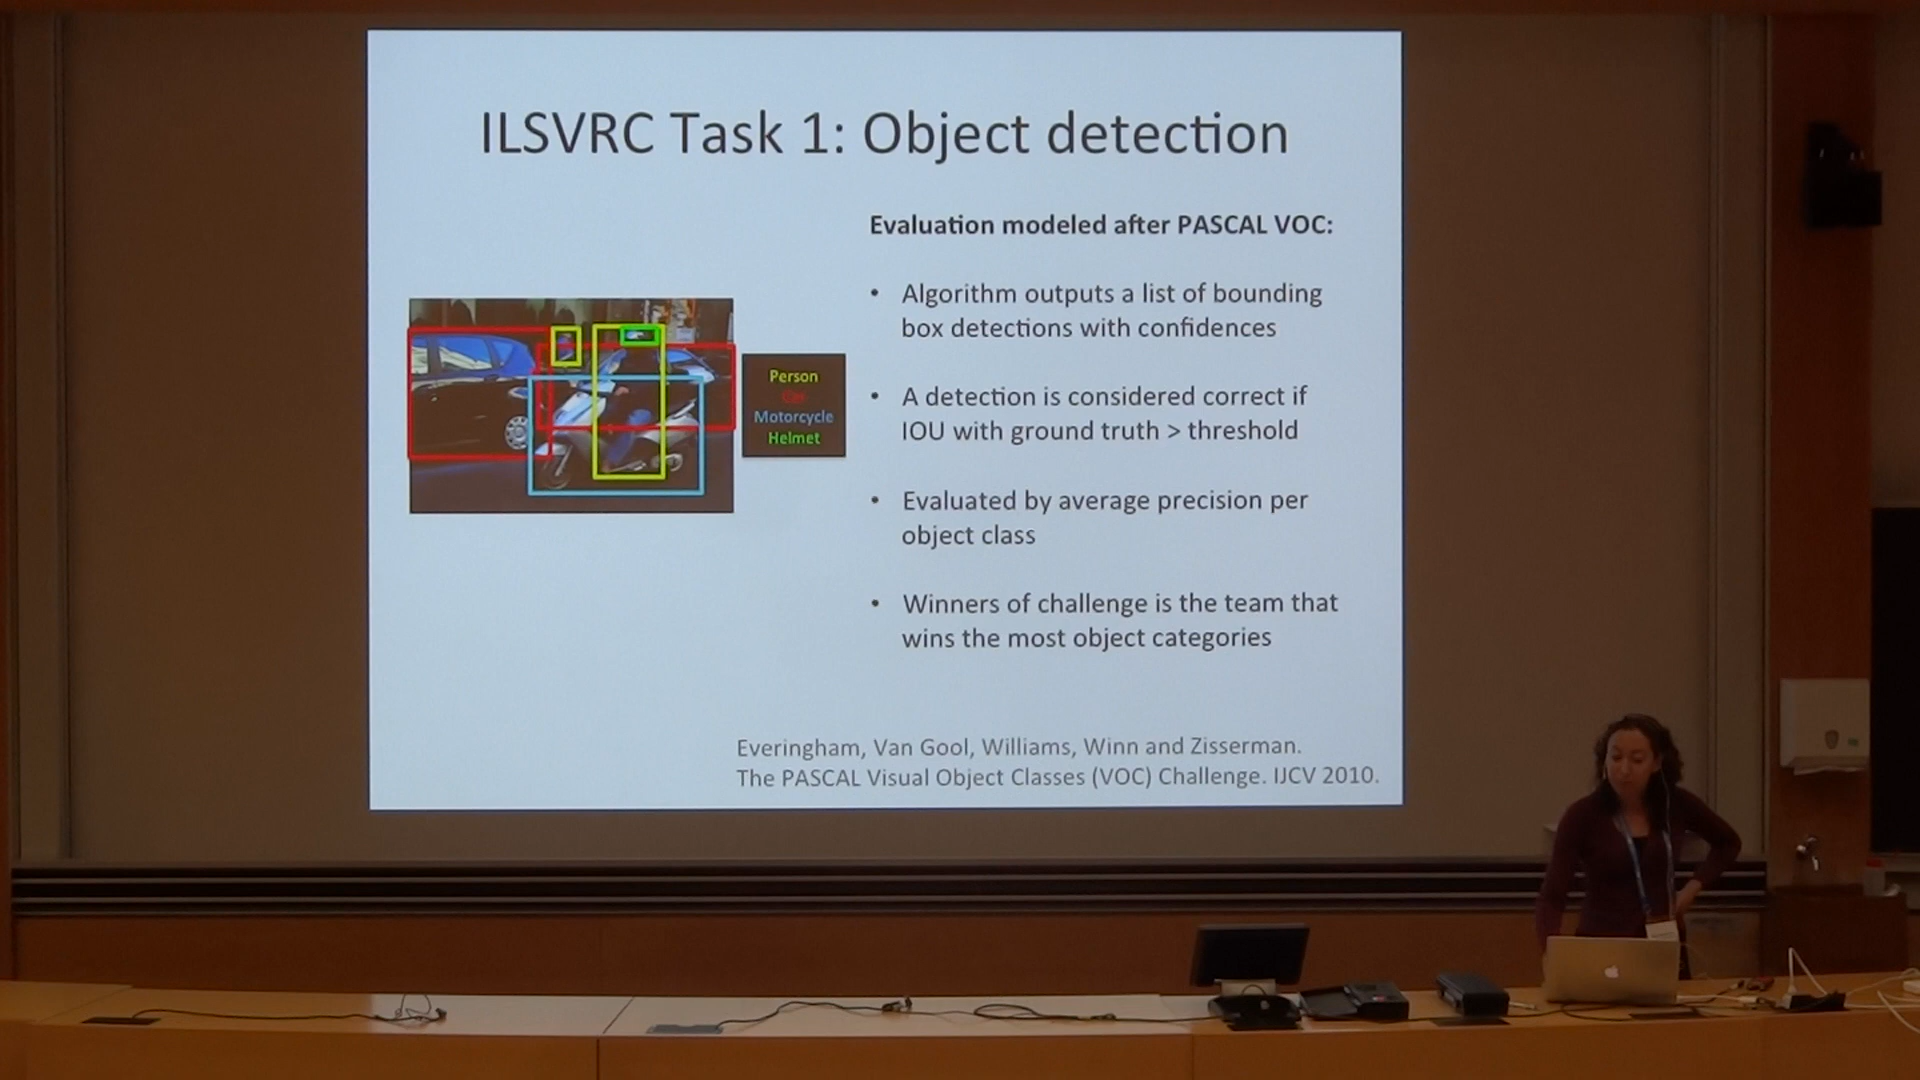 ILSVRC Task 1: Object detection
Evaluation modeled after PASCAL VOC:
• Algorithm outputs a list of bounding
box detections with confidences
• A detection is considered correct if
IOU with ground truth > threshold
• Evaluated by average precision per
object class
• Winners of challenge is the team that
wins the most object categories
Person
Car
Motorcycle
Helmet
Everingham, Van Gool, Williams, Winn and Zisserman.
The PASCAL Visual Object Classes (VOC) Challenge. IJCV 2010.